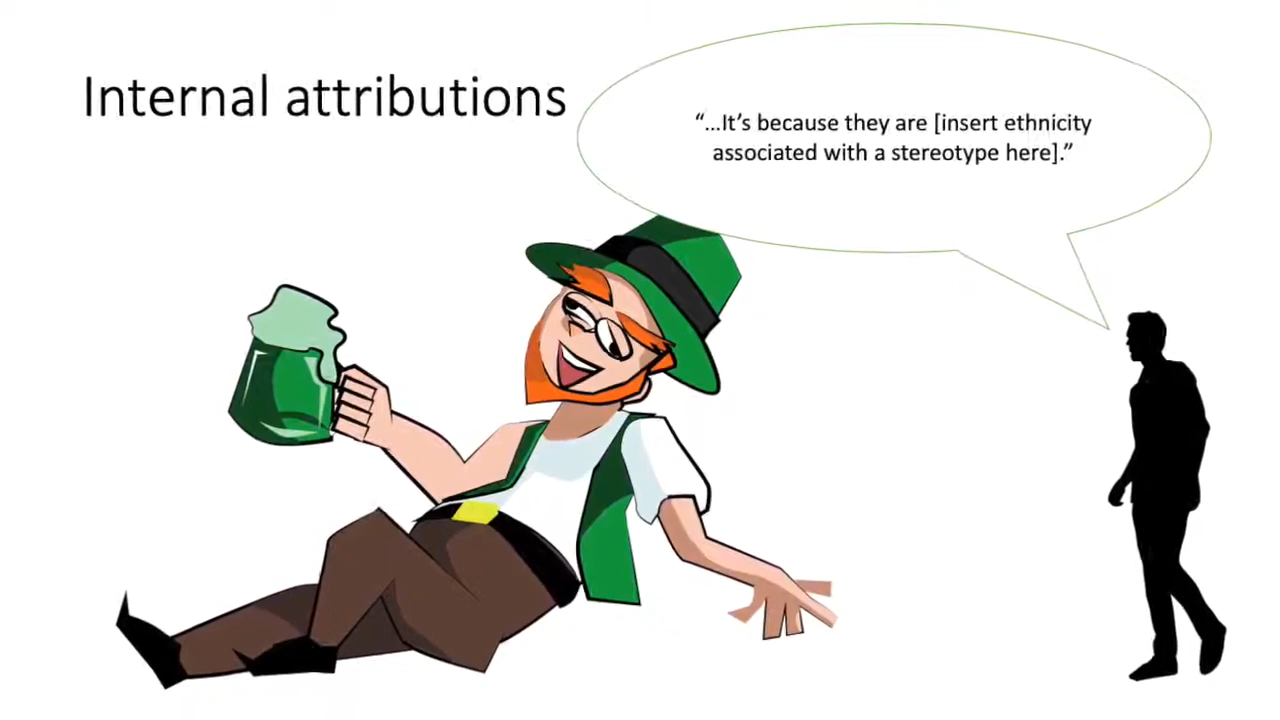 Internal attributions
“...It’s because they are [insert ethnicity
associated with a stereotype here].”